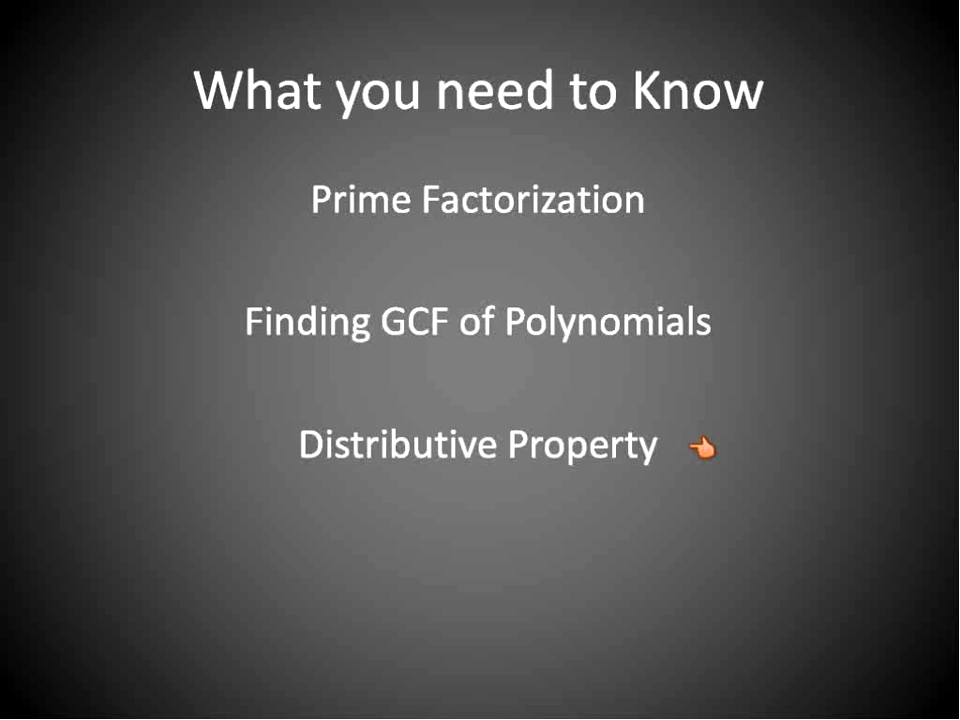 What you need to Know
Prime Factorization
Finding GCF of Polynomials
Distributive Property